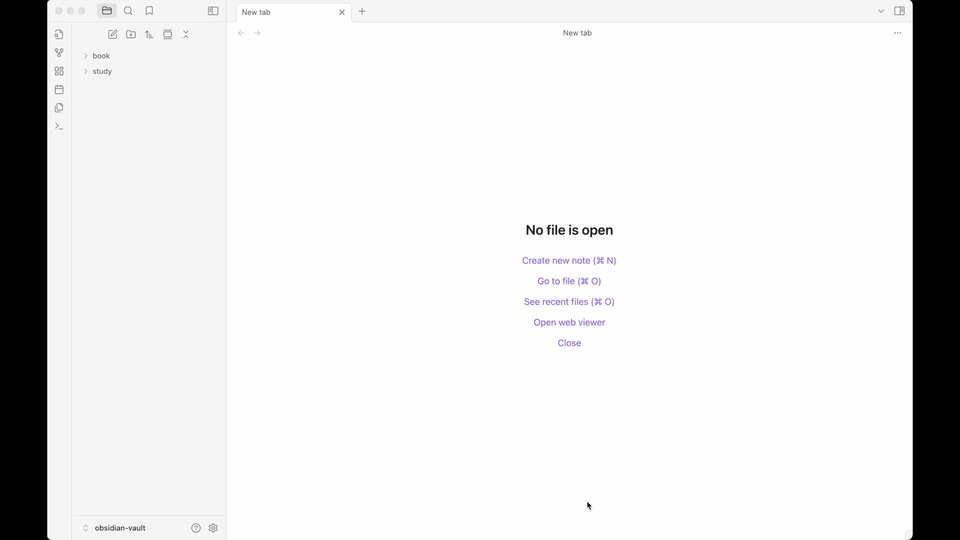 New tab
New tab
book
study
No file is open
Create new note (⌘ N)
Go to file (⌘ O)
See recent files (⌘ O)
Open web viewer
Close
obsidian-vault